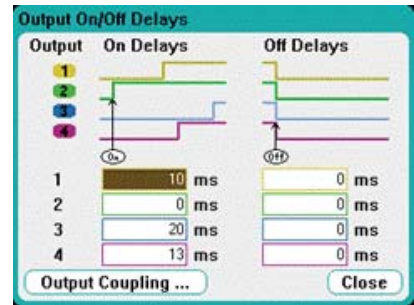 Output On/Off Delays
Output On Delays Off Delays
1
2
3
4
On Off
1 10 ms 0 ms
2 0 ms 0 ms
3 20 ms 0 ms
4 13 ms 0 ms
Output Coupling ... Close